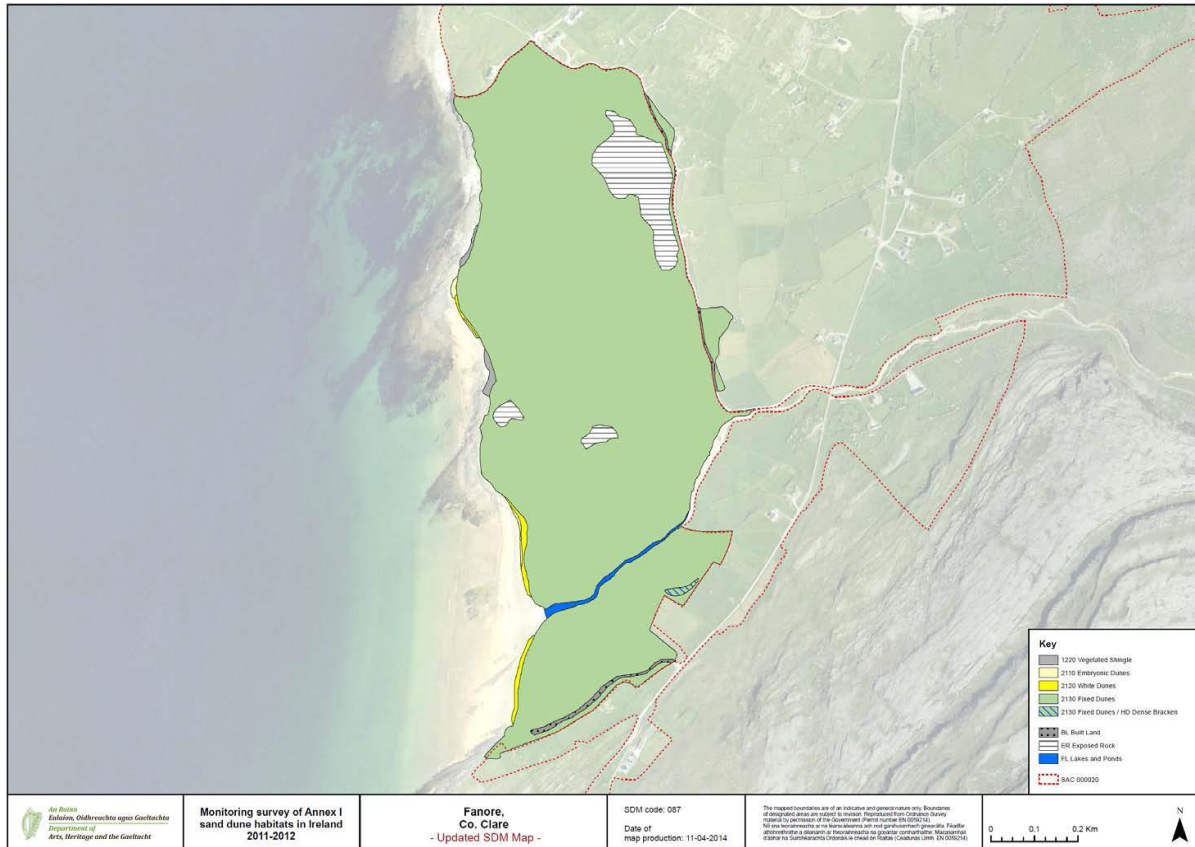 Key
1220 Vegetated Shingle
2110 Embryonic Dunes
2120 White Dunes
2130 Fixed Dunes
2130 Fixed Dunes / HD Dense Bracken
BL Built Land
ER Exposed Rock
FL Lakes and Ponds
SAC 000020
An Roinn
Ealaíon, Oidhreachta agus Gaeltachta
Department of
Arts, Heritage and the Gaeltacht
Monitoring survey of Annex I
sand dune habitats in Ireland
2011-2012
Fanore,
Co. Clare
- Updated SDM Map -
SDM code: 087
Date of
map production: 11-04-2014
The mapped boundaries are of an indicative and general nature only. Boundaries
of designated areas are subject to revision. Reproduced from Ordnance Survey
material by permission of the Government (Permit number EN 0059214).
0 0.1 0.2 Km
N